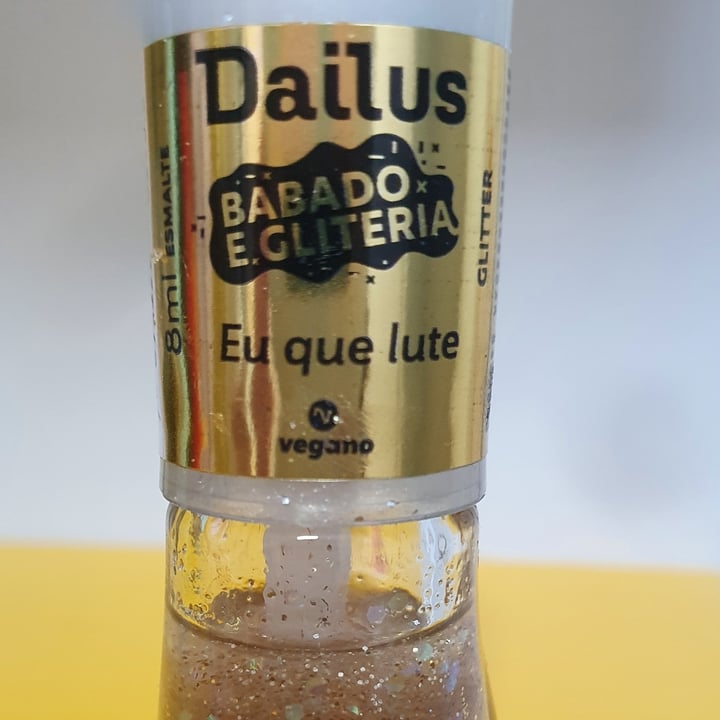 Dailus
BABADO
E GLITERIA
Eu que lute
vegano
8ml ESMALTE
GLITTER